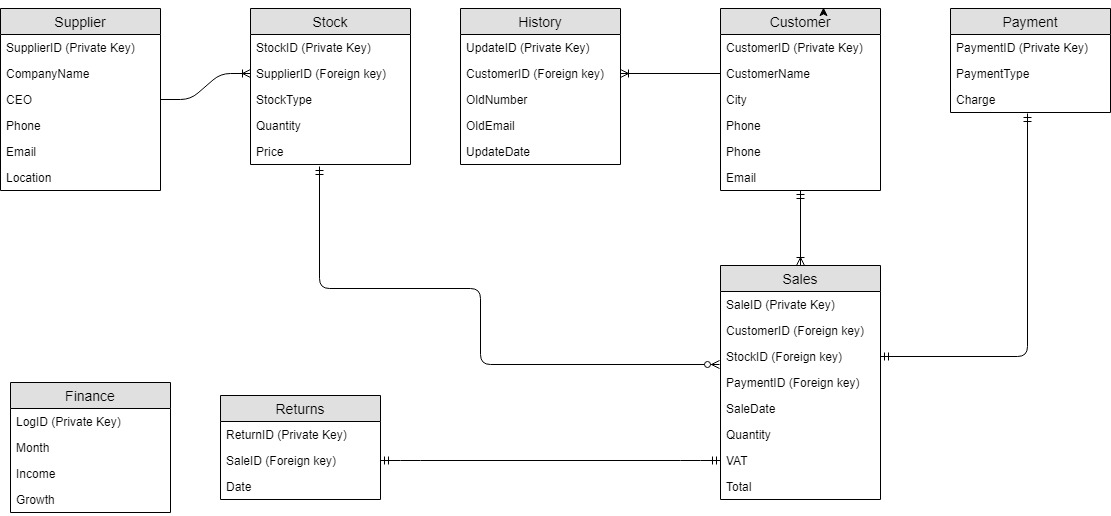 Supplier
SupplierID (Private Key)
CompanyName
CEO
Phone
Email
Location
Stock
StockID (Private Key)
SupplierID (Foreign key)
StockType
Quantity
Price
History
UpdateID (Private Key)
CustomerID (Foreign key)
OldNumber
OldEmail
UpdateDate
Customer
CustomerID (Private Key)
CustomerName
City
Phone
Phone
Email
Payment
PaymentID (Private Key)
PaymentType
Charge
Sales
SaleID (Private Key)
CustomerID (Foreign key)
StockID (Foreign key)
PaymentID (Foreign key)
SaleDate
Quantity
VAT
Total
Finance
LogID (Private Key)
Month
Income
Growth
Returns
ReturnID (Private Key)
SaleID (Foreign key)
Date